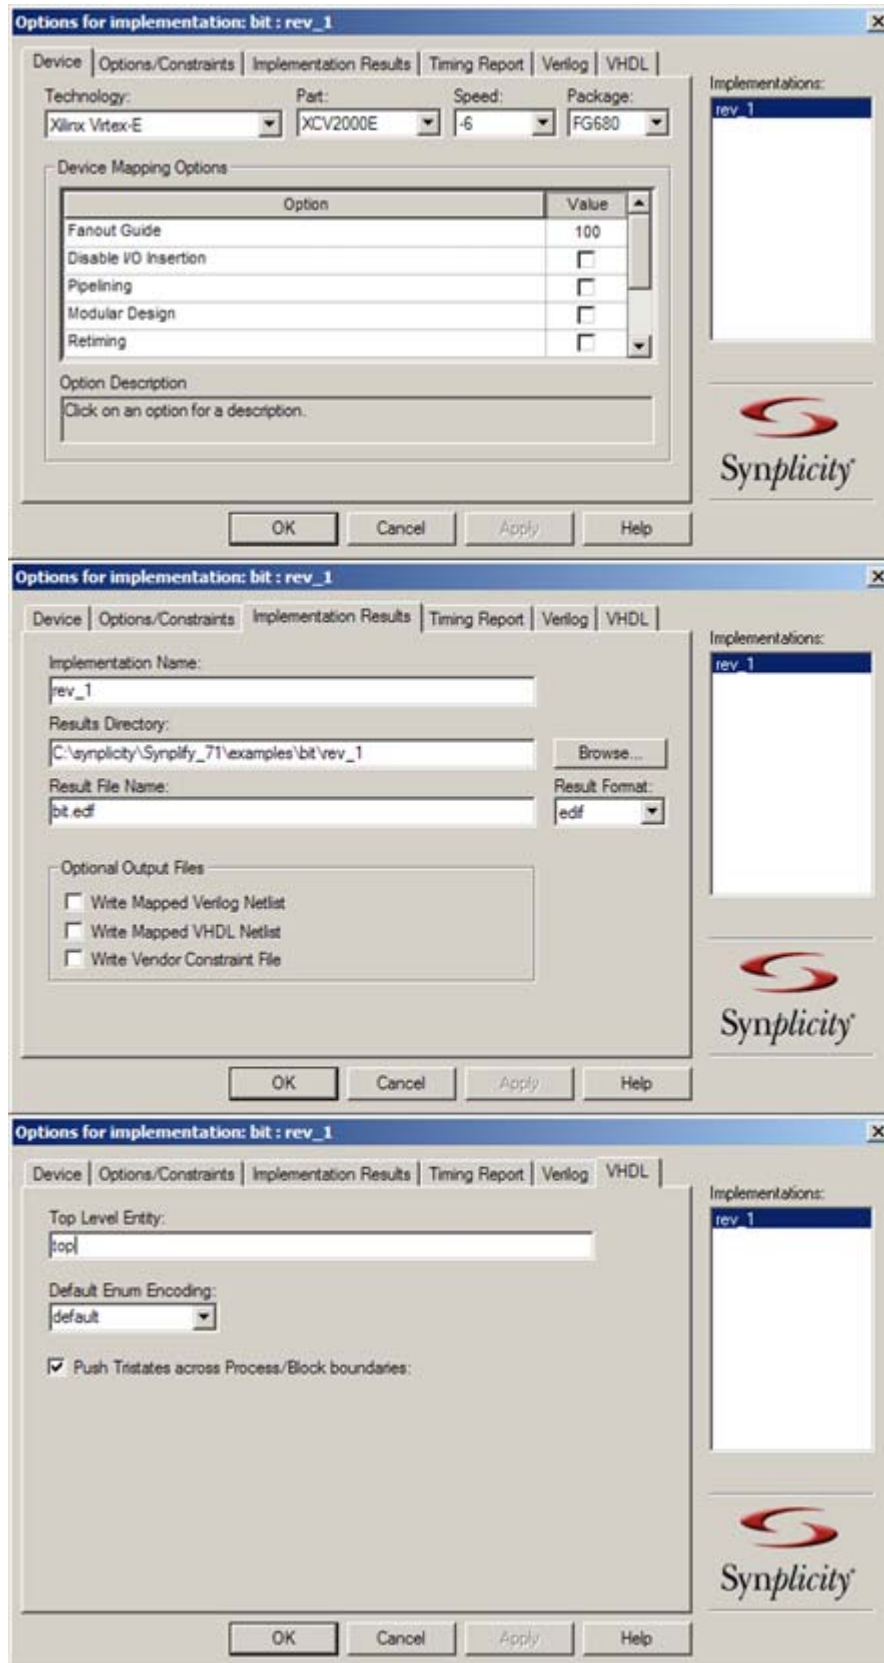 Options for implementation: bit : rev_1
Device Options/Constraints Implementation Results Timing Report Verilog VHDL
Implementations:
rev_1
Technology: Part: Speed: Package:
Xilinx Virtex-E XCV2000E -6 FG680
Device Mapping Options
Option Value
Fanout Guide 100
Disable I/O Insertion
Pipelining
Modular Design
Retiming
Option Description
Click on an option for a description.
Synplicity®
OK Cancel Apply Help
Options for implementation: bit : rev_1
Device Options/Constraints Implementation Results Timing Report Verilog VHDL
Implementations:
rev_1
Implementation Name:
rev_1
Results Directory:
C:\synplicity\Synplify_71\examples\bit\rev_1 Browse...
Result File Name: Result Format:
bit.edf edif
Optional Output Files
Write Mapped Verilog Netlist
Write Mapped VHDL Netlist
Write Vendor Constraint File
Synplicity®
OK Cancel Apply Help
Options for implementation: bit : rev_1
Device Options/Constraints Implementation Results Timing Report Verilog VHDL
Implementations:
rev_1
Top Level Entity:
top
Default Enum Encoding:
default
Push Tristates across Process/Block boundaries:
Synplicity®
OK Cancel Apply Help